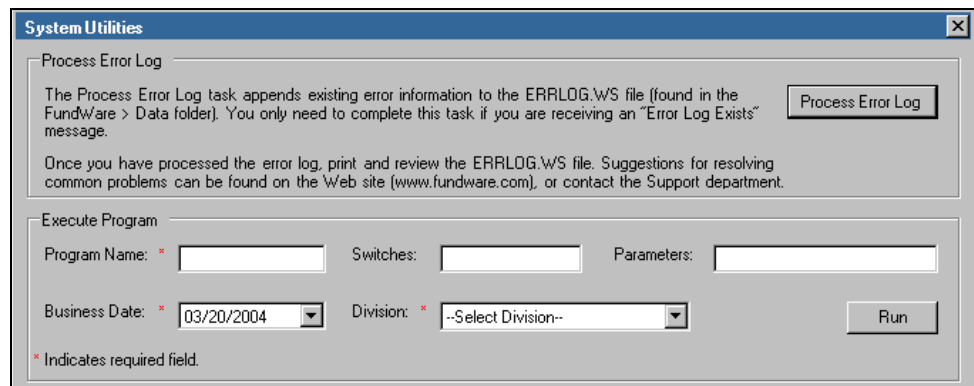 System Utilities
Process Error Log
The Process Error Log task appends existing error information to the ERRLOG.WS file (found in the
FundWare > Data folder). You only need to complete this task if you are receiving an "Error Log Exists"
message.
Process Error Log
Once you have processed the error log, print and review the ERRLOG.WS file. Suggestions for resolving
common problems can be found on the Web site (www.fundware.com), or contact the Support department.
Execute Program
Program Name: * Switches: Parameters:
Business Date: * 03/20/2004 Division: * --Select Division-- Run
* Indicates required field.